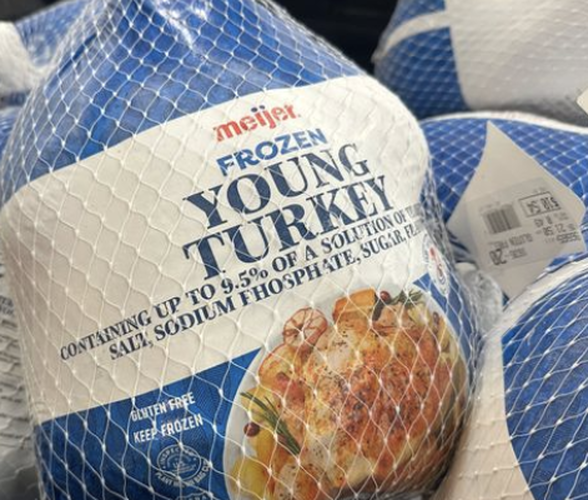 meijer
FROZEN
YOUNG
TURKEY
CONTAINING UP TO 9.5% OF A SOLUTION OF
SALT, SODIUM PHOSPHATE, SUGAR,
GLUTEN FREE
KEEP FROZEN